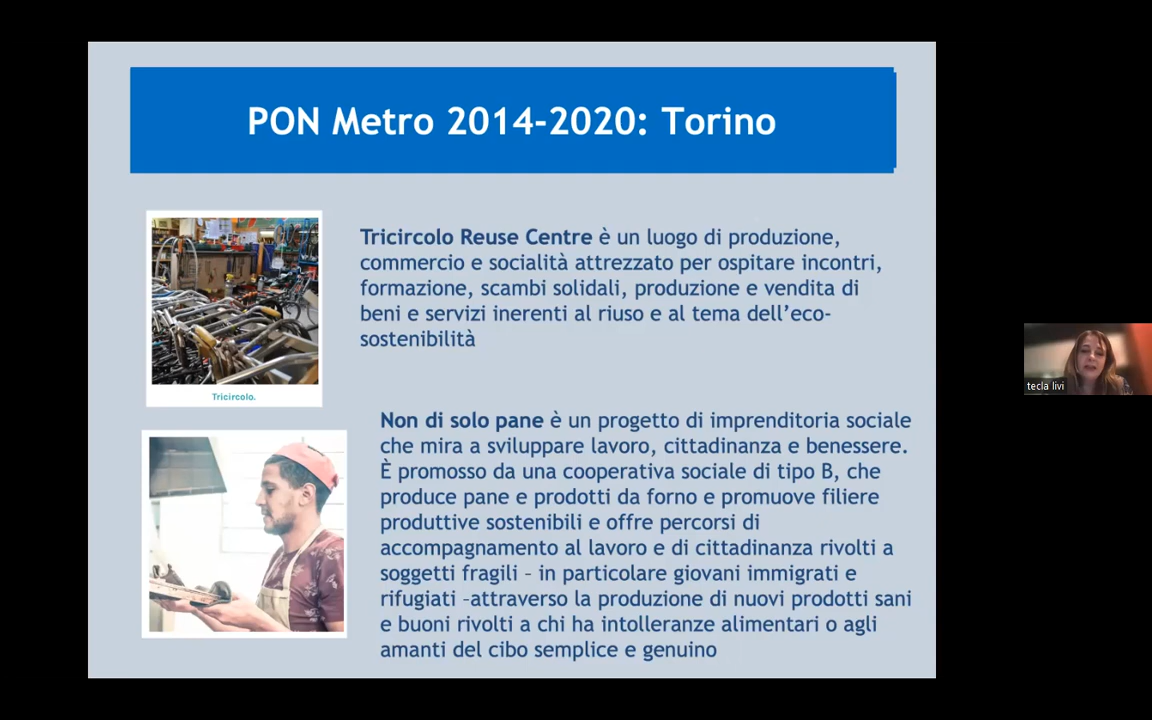 PON Metro 2014-2020: Torino
Tricircolo Reuse Centre è un luogo di produzione,
commercio e socialità attrezzato per ospitare incontri,
formazione, scambi solidali, produzione e vendita di
beni e servizi inerenti al riuso e al tema dell’eco-
sostenibilità
Tricircolo.
Non di solo pane è un progetto di imprenditoria sociale
che mira a sviluppare lavoro, cittadinanza e benessere.
È promosso da una cooperativa sociale di tipo B, che
produce pane e prodotti da forno e promuove filiere
produttive sostenibili e offre percorsi di
accompagnamento al lavoro e di cittadinanza rivolti a
soggetti fragili – in particolare giovani immigrati e
rifugiati –attraverso la produzione di nuovi prodotti sani
e buoni rivolti a chi ha intolleranze alimentari o agli
amanti del cibo semplice e genuino
tecla livi